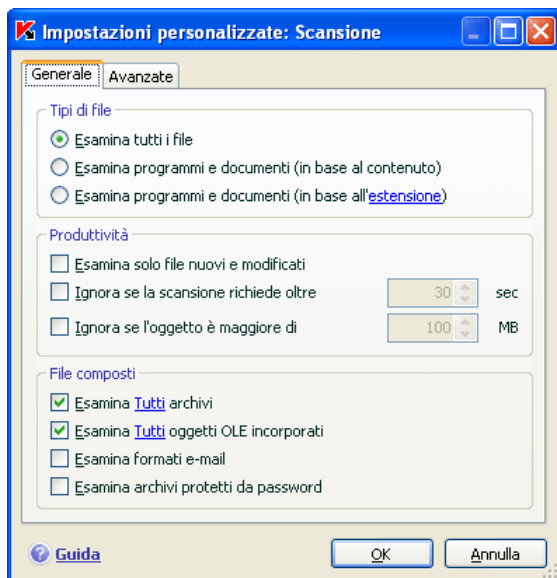 Impostazioni personalizzate: Scansione
Generale
Avanzate
Tipi di file
Esamina tutti i file
Esamina programmi e documenti (in base al contenuto)
Esamina programmi e documenti (in base all'estensione)
Produttività
Esamina solo file nuovi e modificati
Ignora se la scansione richiede oltre 30 sec
Ignora se l'oggetto è maggiore di 100 MB
File composti
Esamina Tutti archivi
Esamina Tutti oggetti OLE incorporati
Esamina formati e-mail
Esamina archivi protetti da password
Guida
OK
Annulla